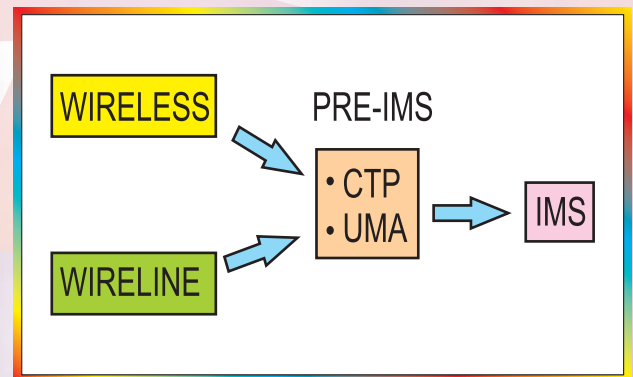 WIRELESS
PRE-IMS
• CTP
• UMA
IMS
WIRELINE